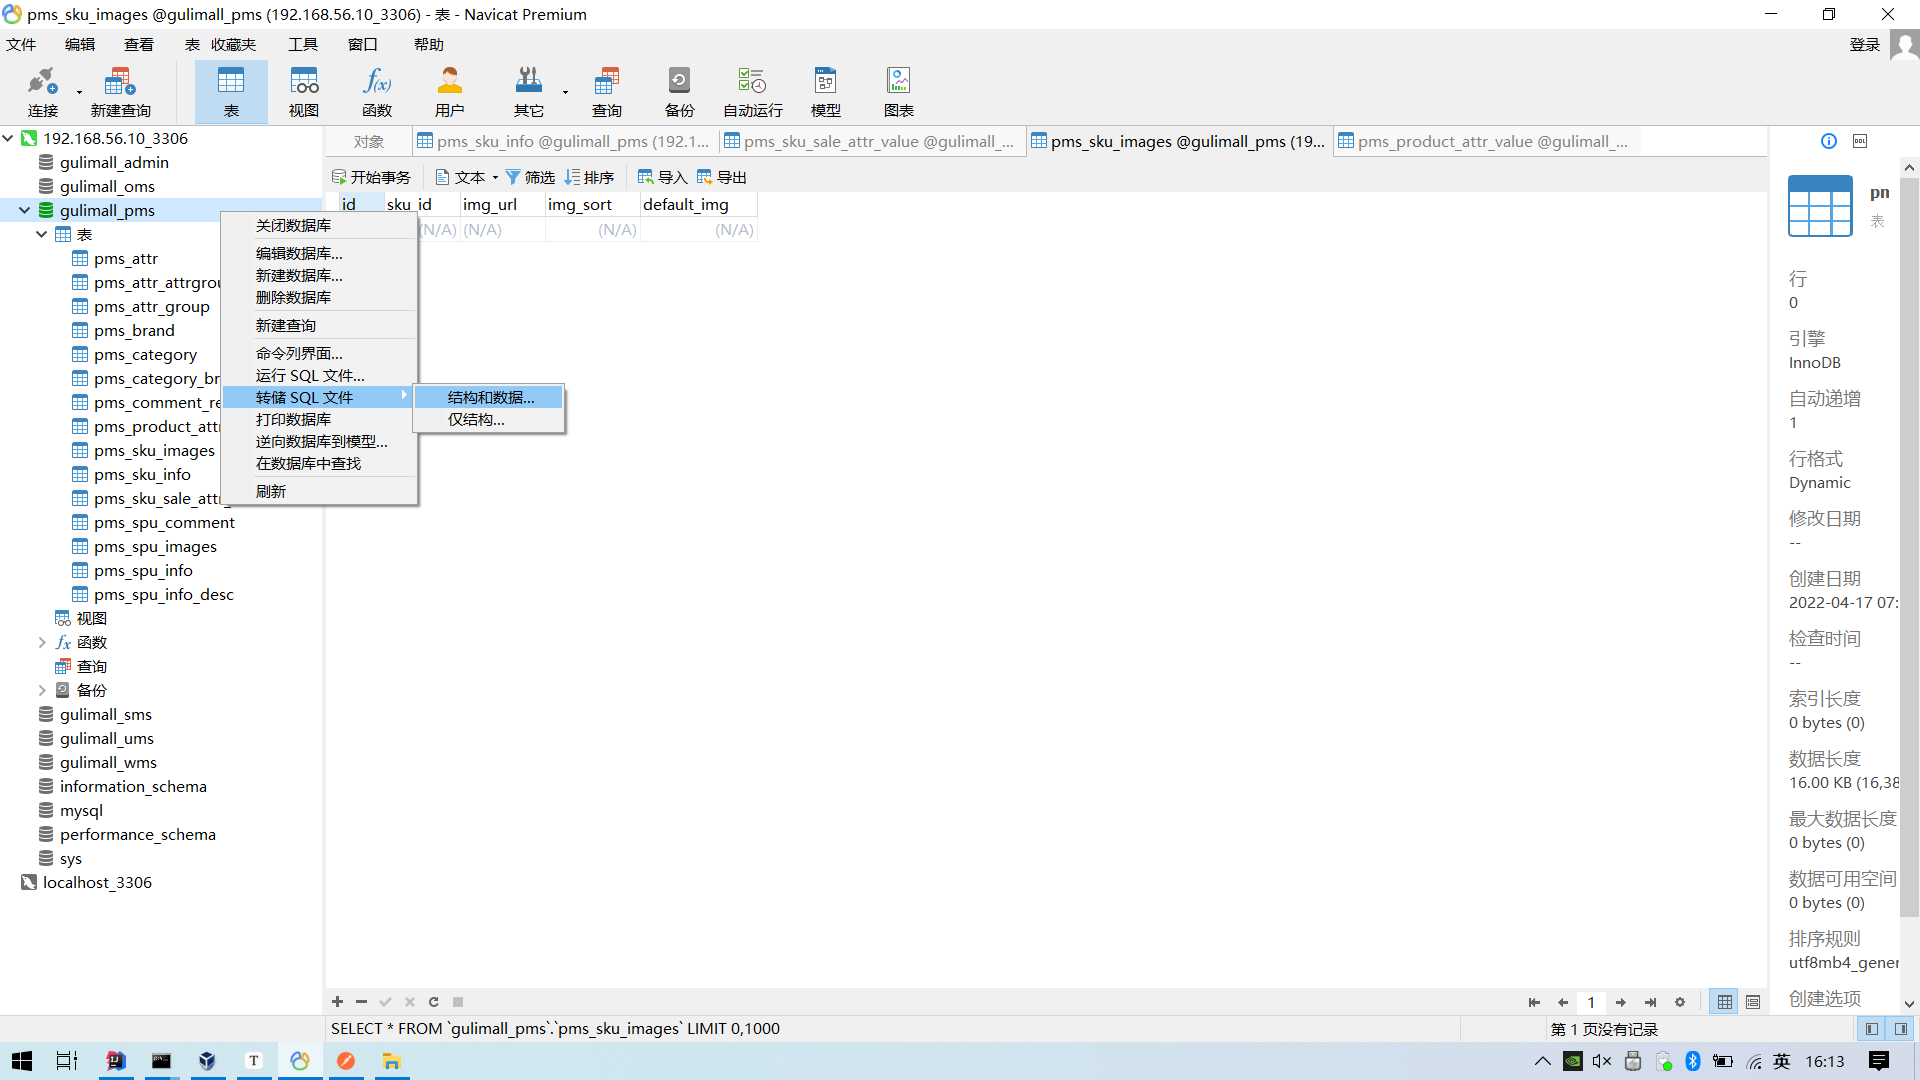 pms_sku_images @gulimall_pms (192.168.56.10_3306) - 表 - Navicat Premium
文件 编辑 查看 表 收藏夹 工具 窗口 帮助 登录
连接 新建查询 表 视图 函数 用户 其它 查询 备份 自动运行 模型 图表
对象 pms_sku_info @gulimall_pms (192.1... pms_sku_sale_attr_value @gulimall_... pms_sku_images @gulimall_pms (19... pms_product_attr_value @gulimall_...
开始事务 文本 筛选 排序 导入 导出
id sku_id img_url img_sort default_img
(N/A) (N/A) (N/A) (N/A)
192.168.56.10_3306
gulimall_admin
gulimall_oms
gulimall_pms
表
pms_attr
pms_attr_attrgrou
pms_attr_group
pms_brand
pms_category
pms_category_br
pms_comment_re
pms_product_attr
pms_sku_images
pms_sku_info
pms_sku_sale_attr_
pms_spu_comment
pms_spu_images
pms_spu_info
pms_spu_info_desc
视图
fx 函数
查询
备份
gulimall_sms
gulimall_ums
gulimall_wms
information_schema
mysql
performance_schema
sys
localhost_3306
关闭数据库
编辑数据库...
新建数据库...
删除数据库
新建查询
命令列界面...
运行 SQL 文件...
转储 SQL 文件
打印数据库
逆向数据库到模型...
在数据库中查找
刷新
结构和数据...
仅结构...
pn
表
行
0
引擎
InnoDB
自动递增
1
行格式
Dynamic
修改日期
--
创建日期
2022-04-17 07:
检查时间
--
索引长度
0 bytes (0)
数据长度
16.00 KB (16,38
最大数据长度
0 bytes (0)
数据可用空间
0 bytes (0)
排序规则
utf8mb4_gener
创建选项
1
SELECT * FROM `gulimall_pms`.`pms_sku_images` LIMIT 0,1000
第 1 页没有记录
英 16:13